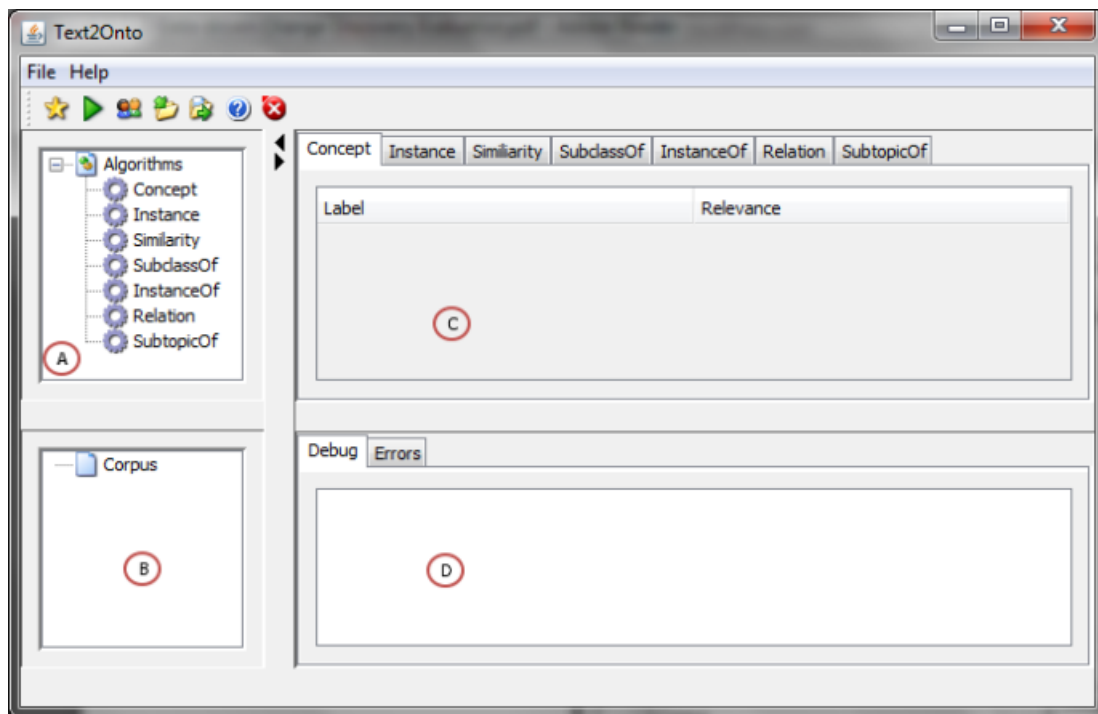 Text2Onto
File Help
Algorithms
Concept
Instance
Similarity
SubclassOf
InstanceOf
Relation
SubtopicOf
A
Corpus
B
Concept Instance Similarity SubclassOf InstanceOf Relation SubtopicOf
Label Relevance
C
Debug Errors
D